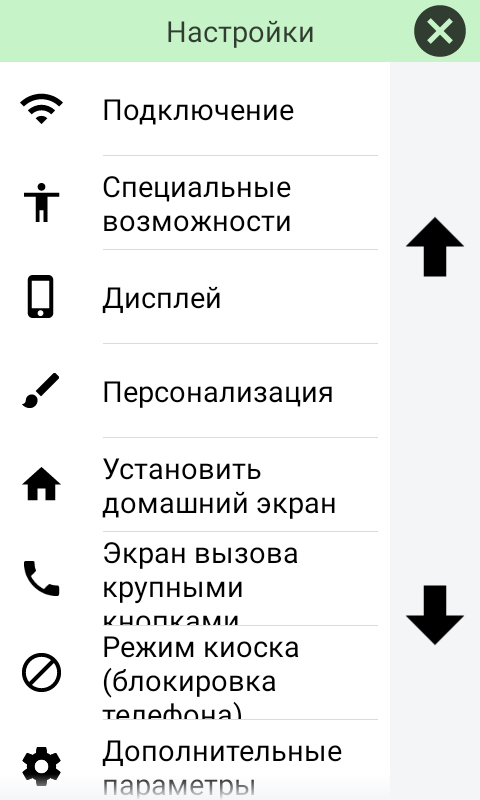 Настройки
Подключение
Специальные
возможности
Дисплей
Персонализация
Установить
домашний экран
Экран вызова
крупными
кнопками
Режим киоска
(блокировка
телефона)
Дополнительные
параметры